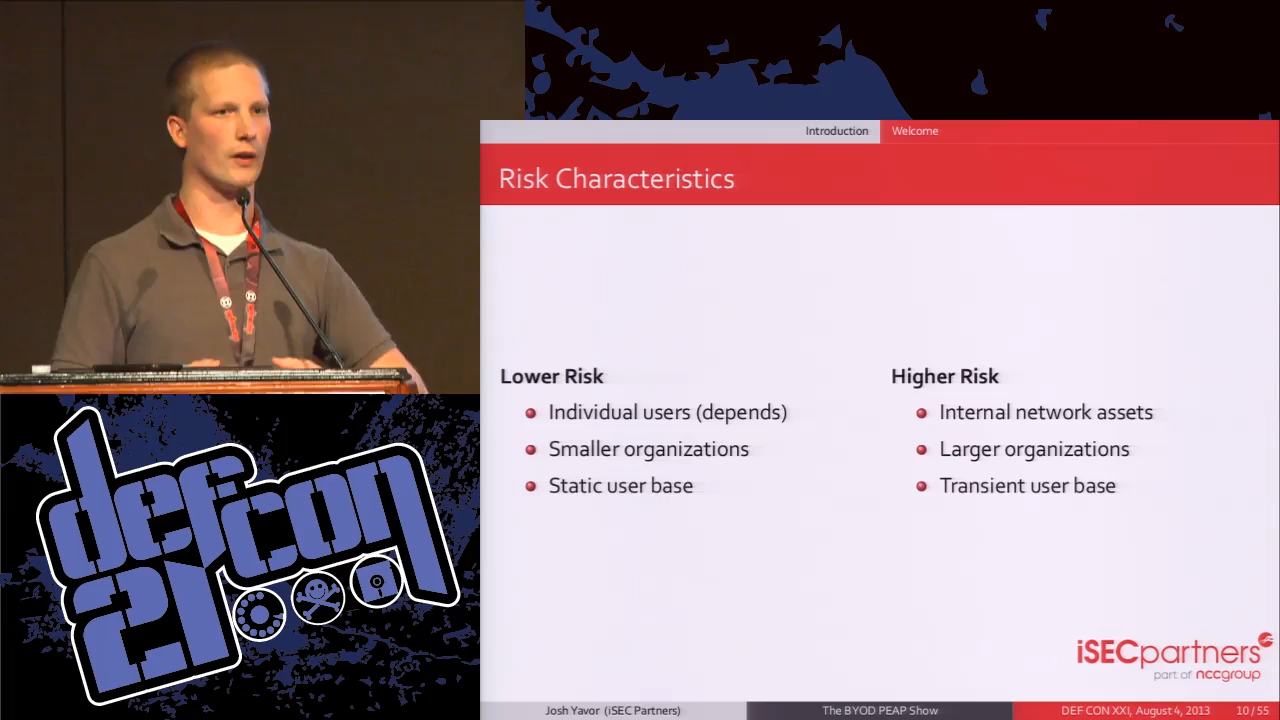 Introduction
Welcome
Risk Characteristics
Lower Risk
Individual users (depends)
Smaller organizations
Static user base
Higher Risk
Internal network assets
Larger organizations
Transient user base
defcon
21
iSECpartners
part of nccgroup
Josh Yavor (iSEC Partners)
The BYOD PEAP Show
DEF CON XXI, August 4, 2013
10 / 55